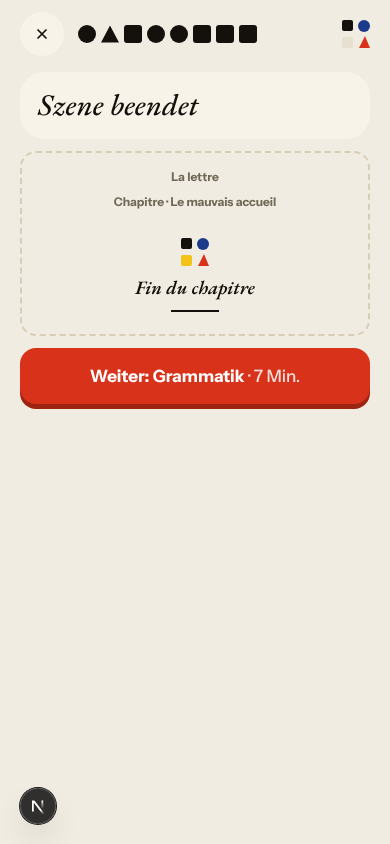 Szene beendet
La lettre
Chapitre · Le mauvais accueil
Fin du chapitre
Weiter: Grammatik · 7 Min.
N